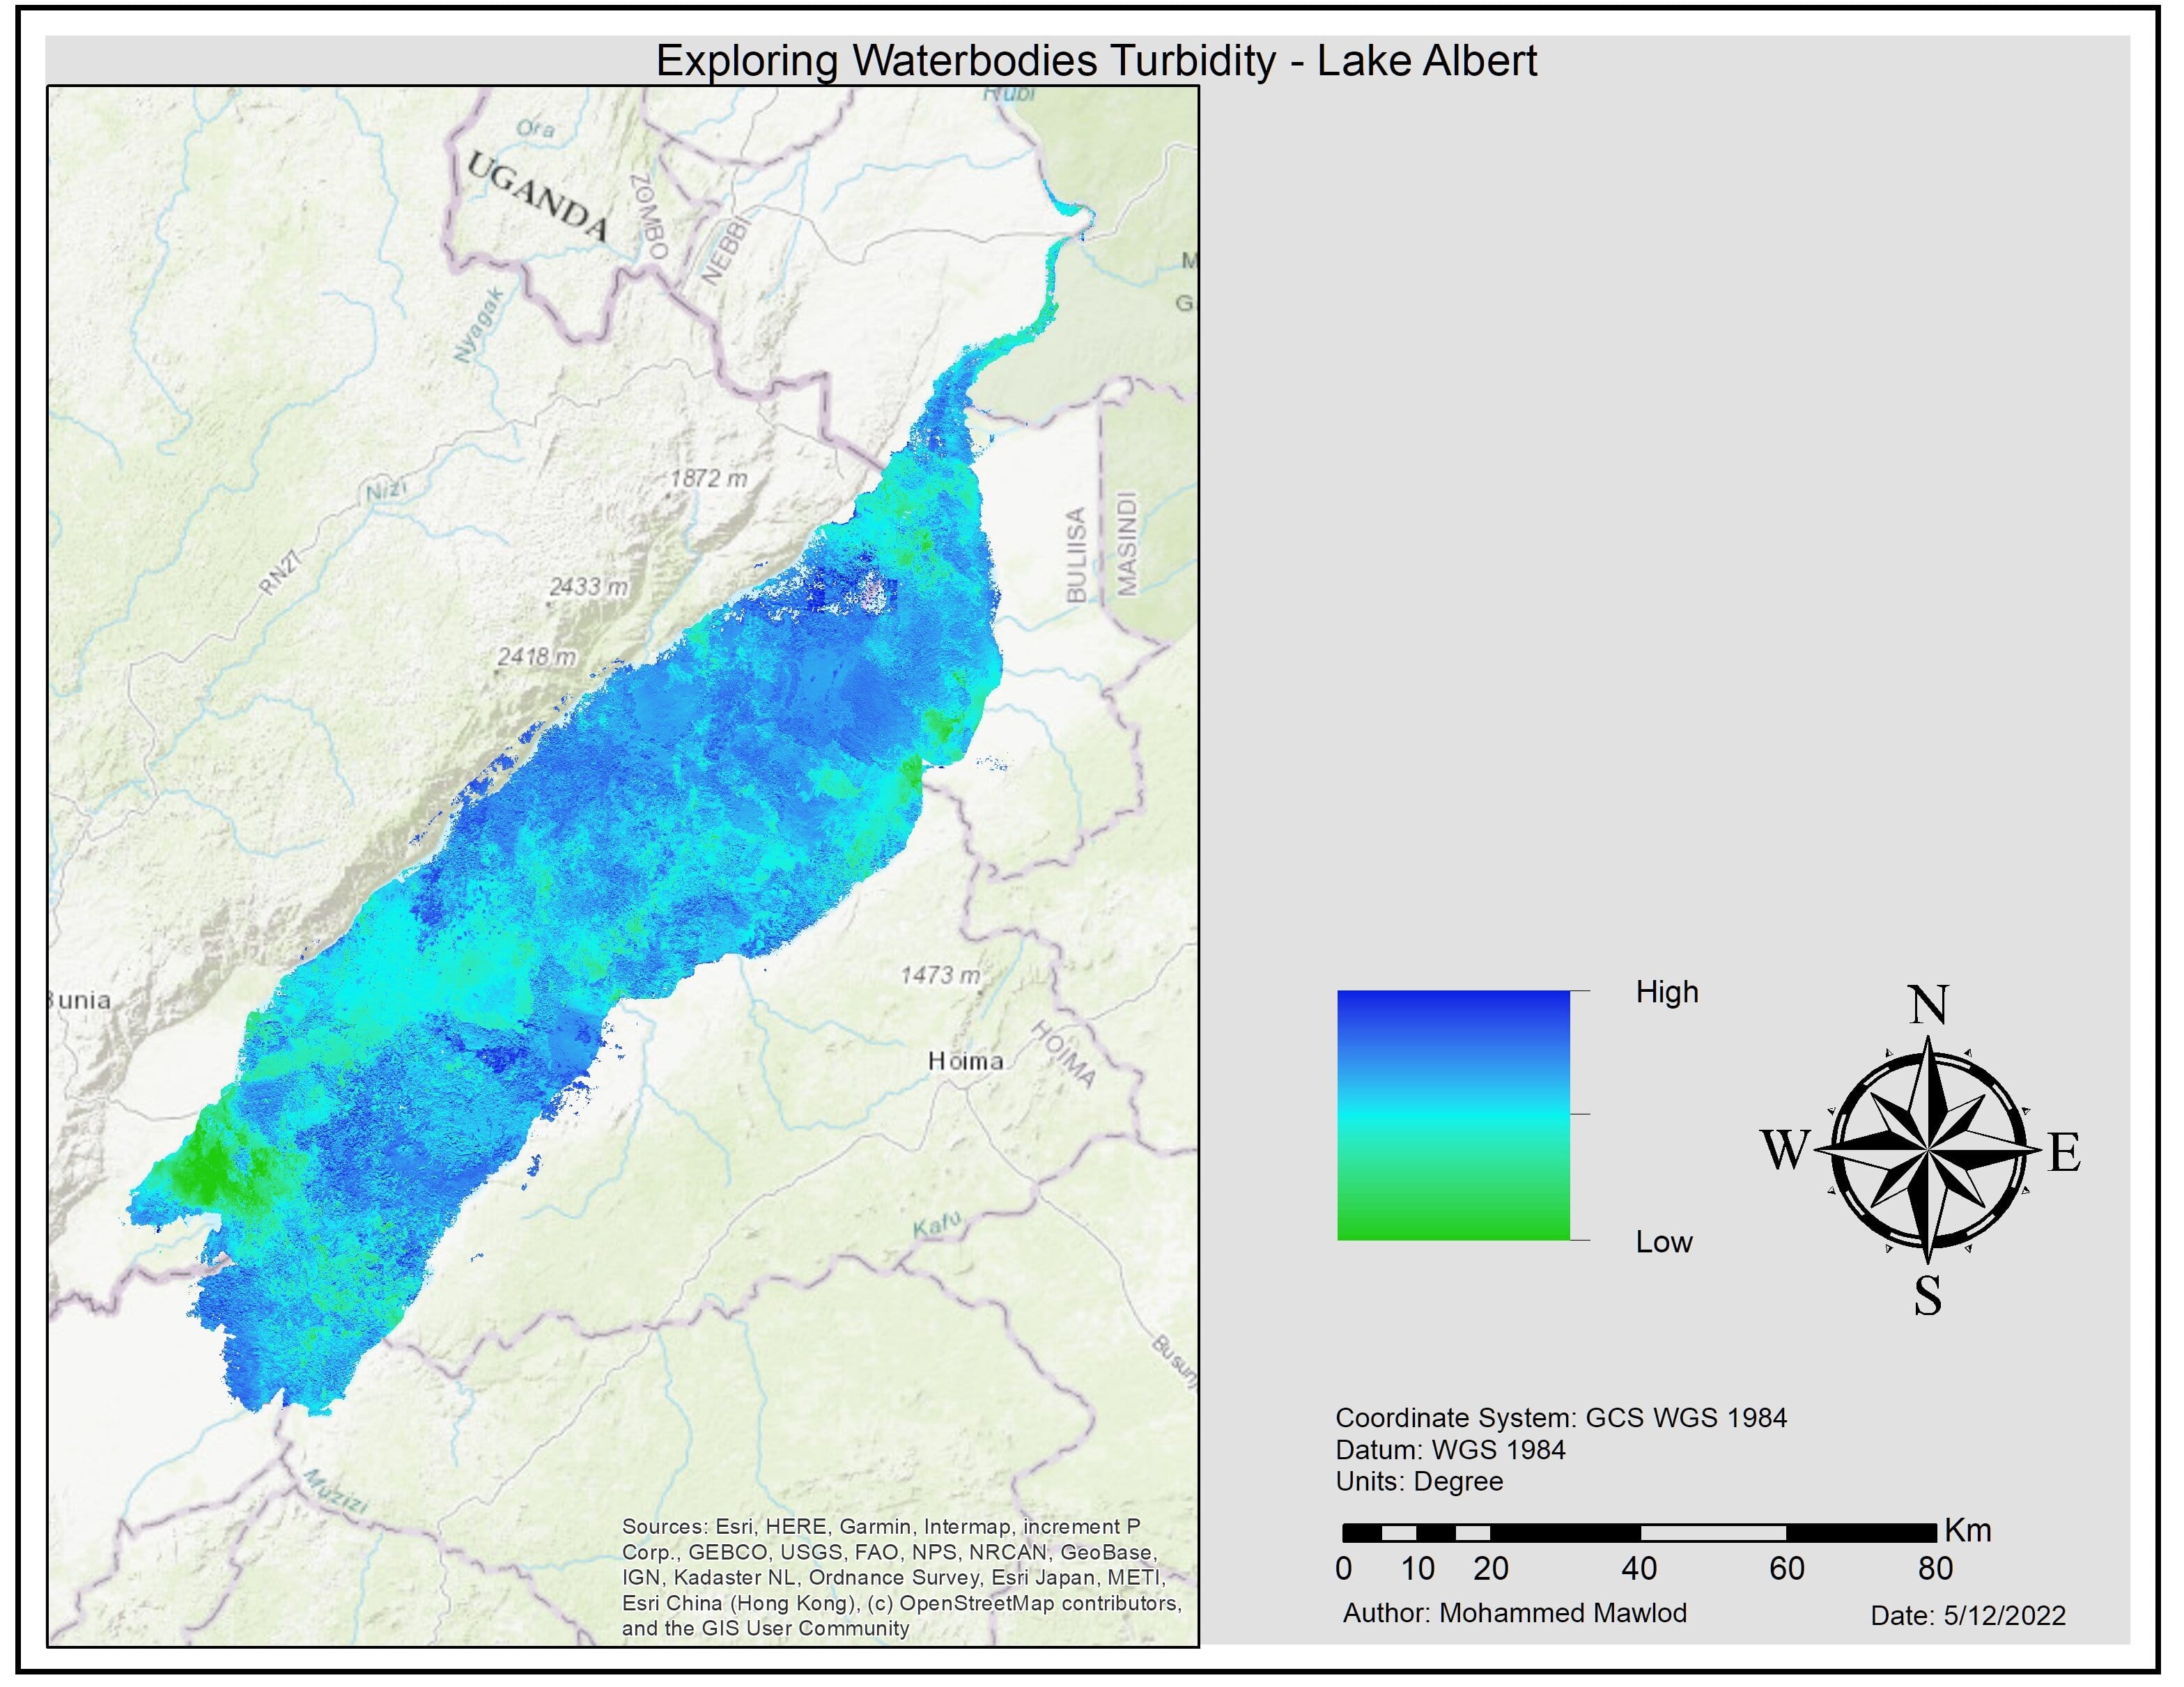 Exploring Waterbodies Turbidity - Lake Albert
Ora
UGANDA
ZOMBO
NEBBI
Nyagak
M
G
1872 m
Nizi
RN27
2433 m
2418 m
BULIISA
MASINDI
1473 m
Bunia
Hoima
HOIMA
Kafu
Muzizi
High
Low
N
W
E
S
Sources: Esri, HERE, Garmin, Intermap, increment P
Corp., GEBCO, USGS, FAO, NPS, NRCAN, GeoBase,
IGN, Kadaster NL, Ordnance Survey, Esri Japan, METI,
Esri China (Hong Kong), (c) OpenStreetMap contributors,
and the GIS User Community
Coordinate System: GCS WGS 1984
Datum: WGS 1984
Units: Degree
Km
0 10 20 40 60 80
Author: Mohammed Mawlod
Date: 5/12/2022